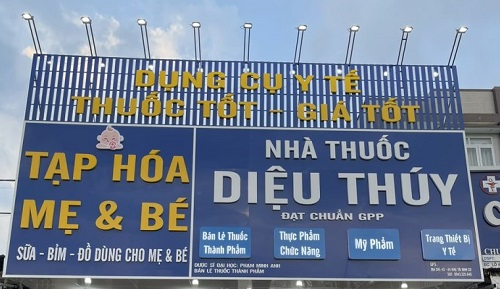 DỤNG CỤ Y TẾ
THUỐC TỐT - GIÁ TỐT
TẠP HÓA
MẸ & BÉ
SỮA - BỈM - ĐỒ DÙNG CHO MẸ & BÉ
NHÀ THUỐC
DIỆU THÚY
ĐẠT CHUẨN GPP
Bán Lẻ Thuốc
Thành Phẩm
Thực Phẩm
Chức Năng
Mỹ Phẩm
Trang Thiết Bị
Y Tế
DƯỢC SĨ ĐẠI HỌC: PHẠM MINH ANH
BÁN LẺ THUỐC THÀNH PHẨM